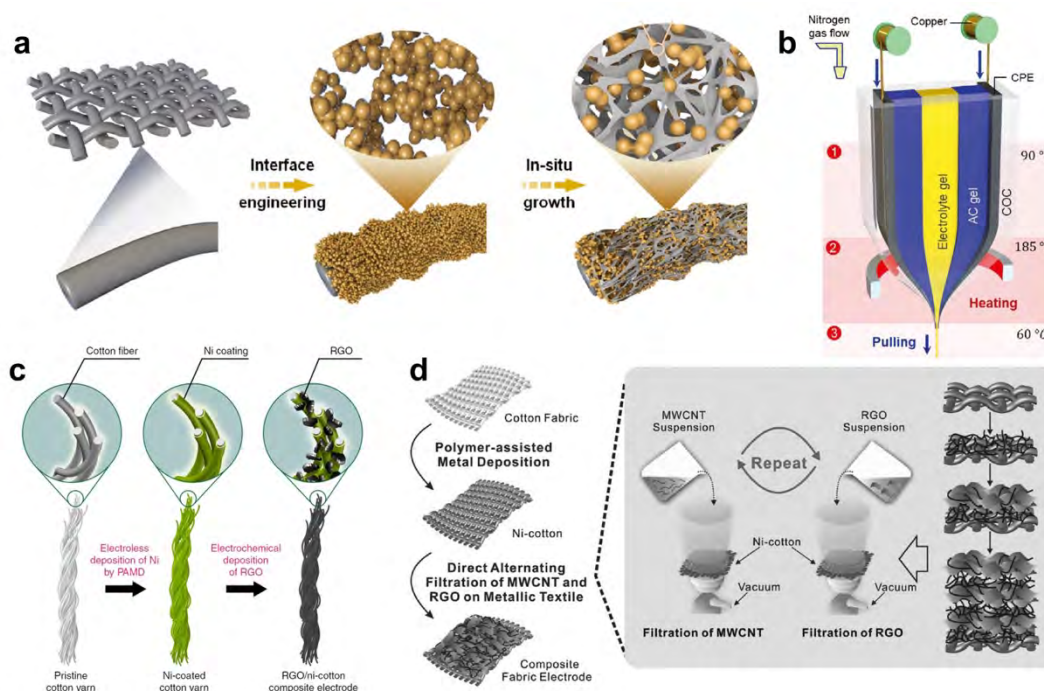 a
Interface
engineering
In-situ
growth
b
Nitrogen
gas flow
Copper
CPE
1
90 °
Electrolyte gel
AC gel
COC
2
185 °
Heating
3
60 °C
Pulling
c
Cotton fiber
Ni coating
RGO
Electroless
deposition of Ni
by PAMD
Electrochemical
deposition
of RGO
Pristine
cotton yarn
Ni-coated
cotton yarn
RGO/ni-cotton
composite electrode
d
Cotton Fabric
Polymer-assisted
Metal Deposition
Ni-cotton
Direct Alternating
Filtration of MWCNT and
RGO on Metallic Textile
Composite
Fabric Electrode
MWCNT
Suspension
RGO
Suspension
Repeat
Ni-cotton
Vacuum
Vacuum
Filtration of MWCNT
Filtration of RGO